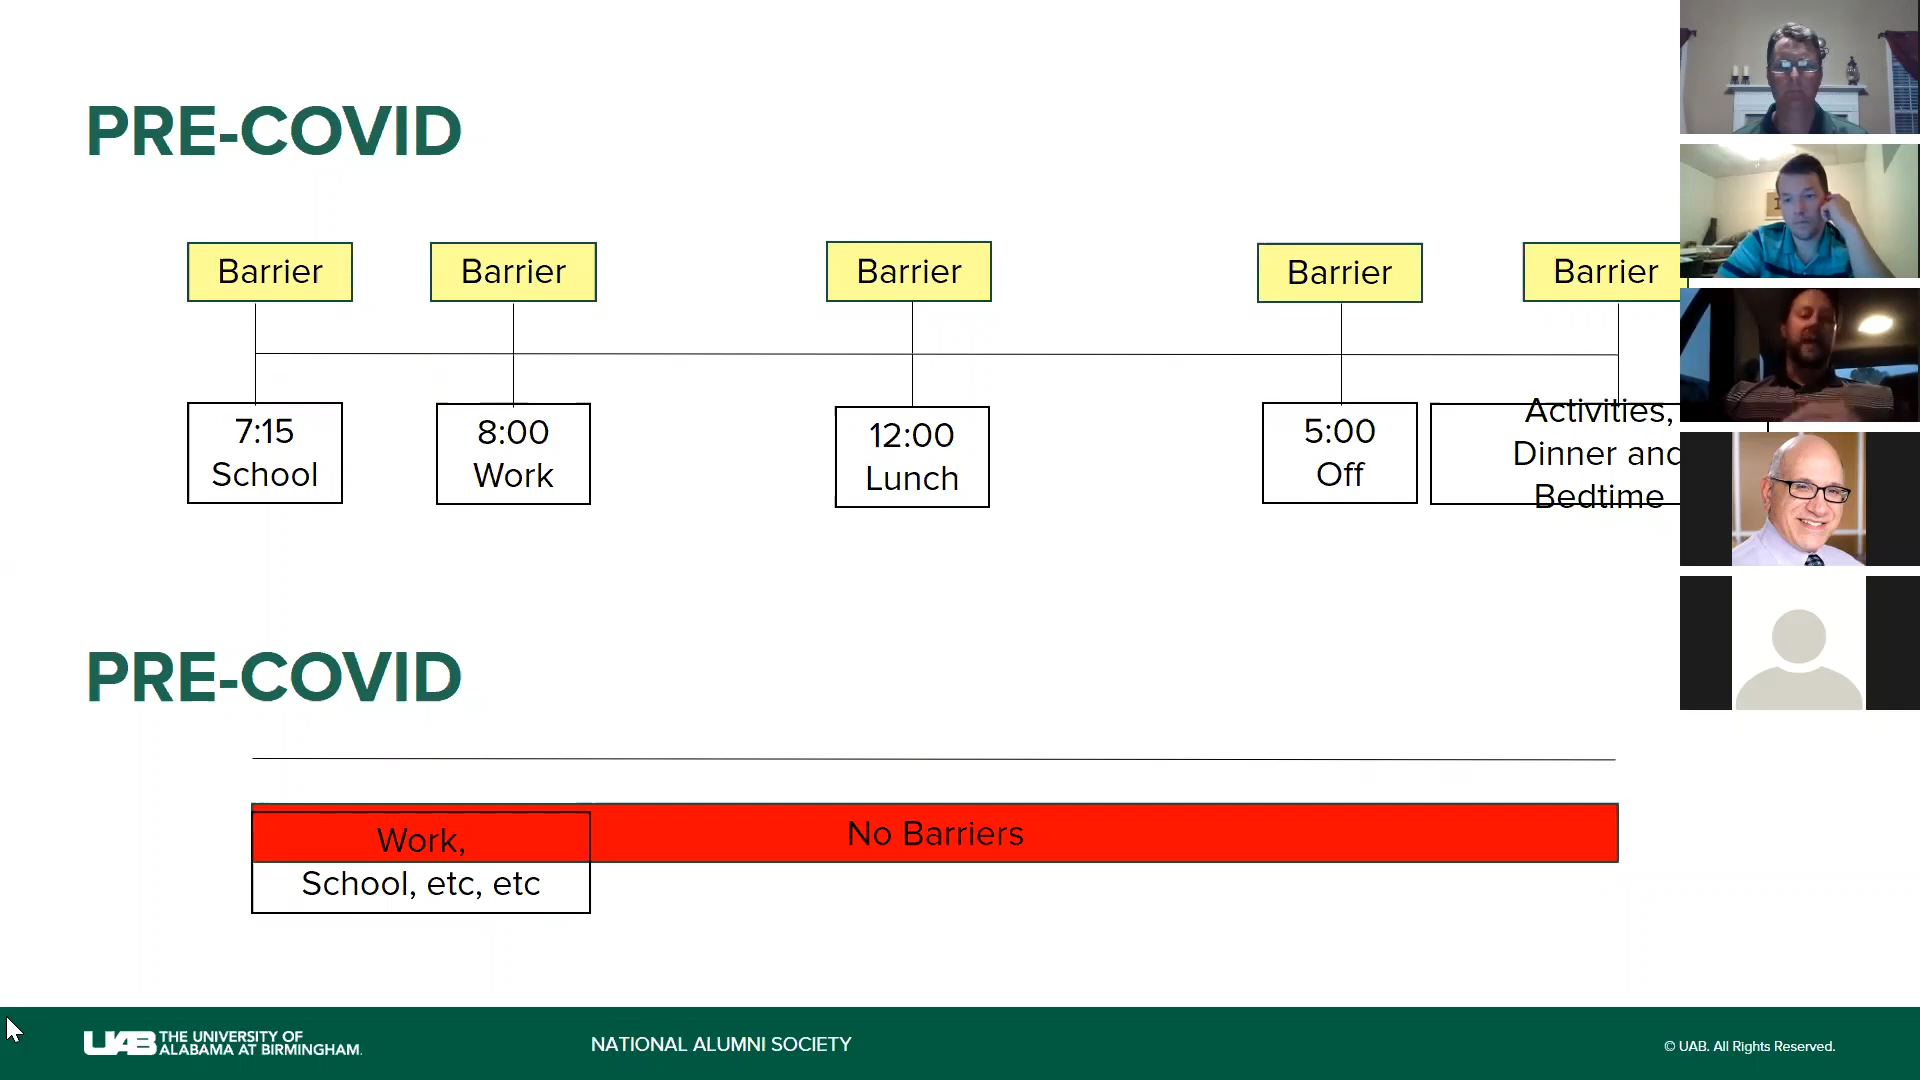 PRE-COVID
Barrier
Barrier
Barrier
Barrier
Barrier
7:15
School
8:00
Work
12:00
Lunch
5:00
Off
Activities,
Dinner and
Bedtime
PRE-COVID
No Barriers
Work,
School, etc, etc
UAB THE UNIVERSITY OF
ALABAMA AT BIRMINGHAM.
NATIONAL ALUMNI SOCIETY
© UAB. All Rights Reserved.